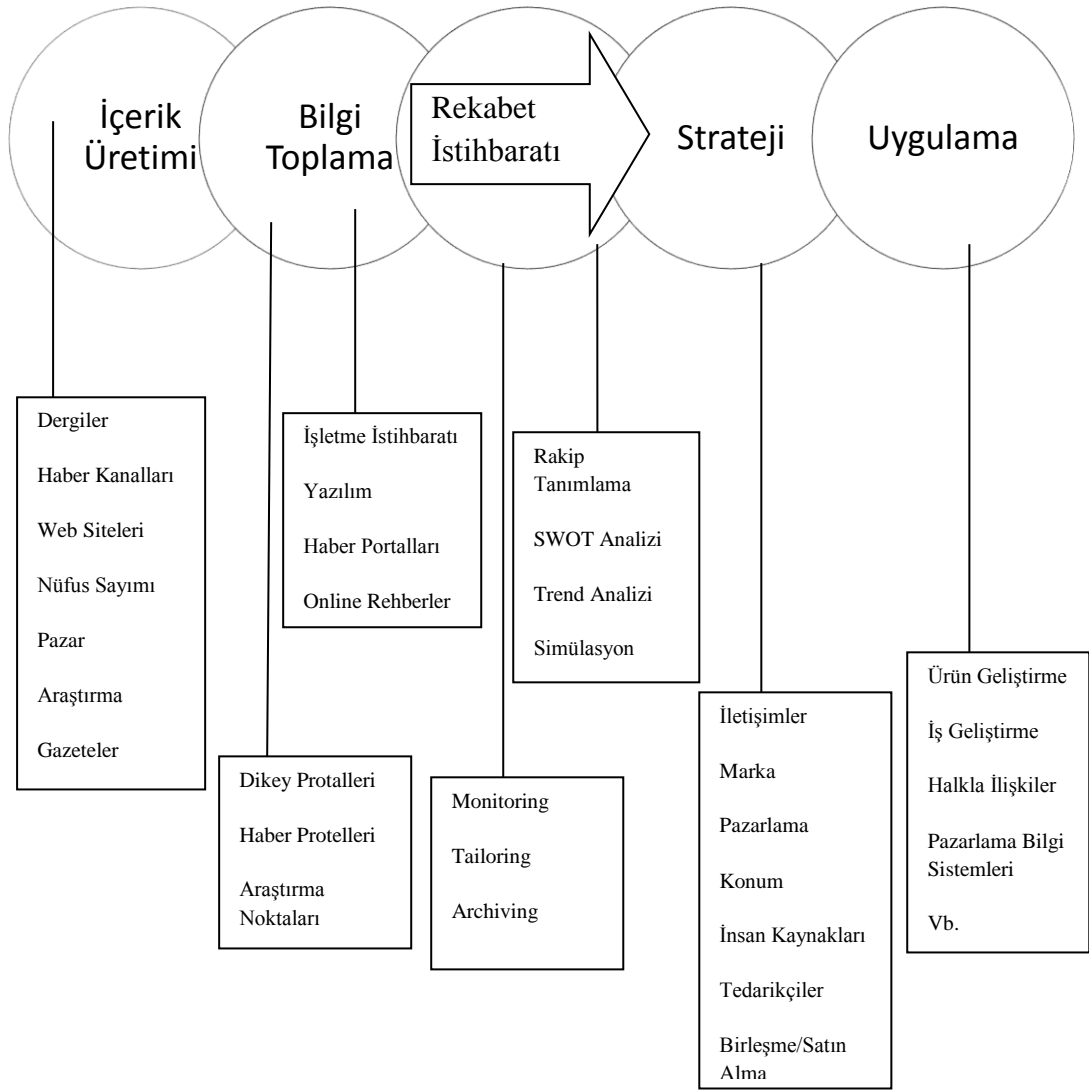 İçerik
Üretimi
Bilgi
Toplama
Rekabet
İstihbaratı
Strateji
Uygulama
Dergiler
Haber Kanalları
Web Siteleri
Nüfus Sayımı
Pazar
Araştırma
Gazeteler
İşletme İstihbaratı
Yazılım
Haber Portalları
Online Rehberler
Rakip
Tanımlama
SWOT Analizi
Trend Analizi
Simülasyon
Dikey Protalleri
Haber Protelleri
Araştırma
Noktaları
Monitoring
Tailoring
Archiving
İletişimler
Marka
Pazarlama
Konum
İnsan Kaynakları
Tedarikçiler
Birleşme/Satın
Alma
Ürün Geliştirme
İş Geliştirme
Halkla İlişkiler
Pazarlama Bilgi
Sistemleri
Vb.